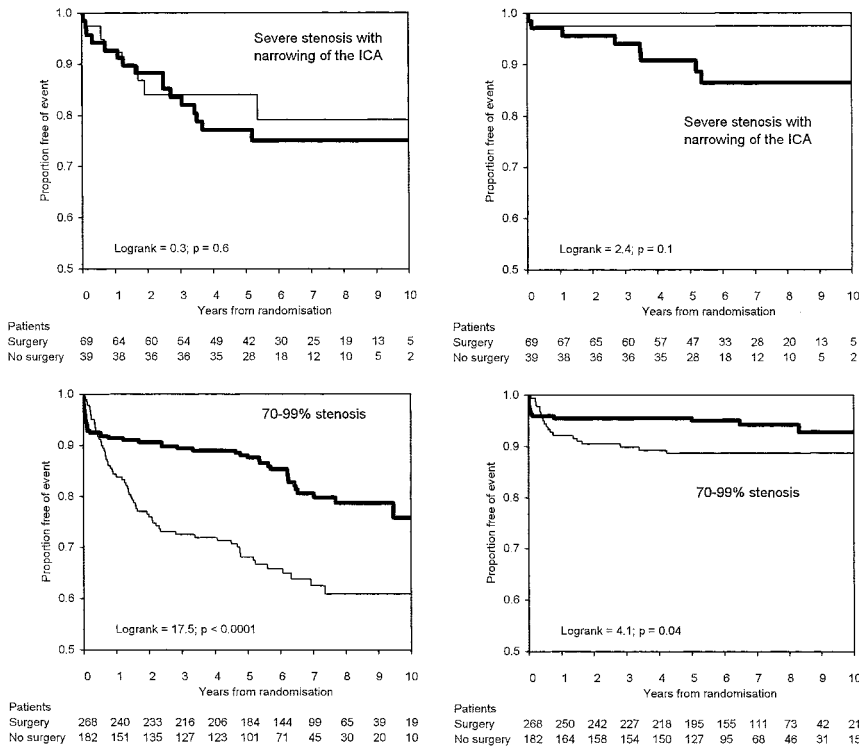 1.0
0.9
0.8
0.7
0.6
0.5
Proportion free of event
Severe stenosis with
narrowing of the ICA
Logrank = 0.3; p = 0.6
0 1 2 3 4 5 6 7 8 9 10
Years from randomisation
Patients
Surgery 69 64 60 64 49 42 30 25 19 13 5
No surgery 39 38 36 36 35 28 18 12 10 5 2
1.0
0.9
0.8
0.7
0.6
0.5
Proportion free of event
Severe stenosis with
narrowing of the ICA
Logrank = 2.4; p = 0.1
0 1 2 3 4 5 6 7 8 9 10
Years from randomisation
Patients
Surgery 69 67 65 60 57 47 33 28 20 13 5
No surgery 39 38 36 36 35 28 18 12 10 5 2
1.0
0.9
0.8
0.7
0.6
0.5
Proportion free of event
70-99% stenosis
Logrank = 17.5; p < 0.0001
0 1 2 3 4 5 6 7 8 9 10
Years from randomisation
Patients
Surgery 268 240 233 216 206 184 144 99 65 39 19
No surgery 182 151 135 127 123 101 71 45 30 20 10
1.0
0.9
0.8
0.7
0.6
0.5
Proportion free of event
70-99% stenosis
Logrank = 4.1; p = 0.04
0 1 2 3 4 5 6 7 8 9 10
Years from randomisation
Patients
Surgery 268 250 242 227 218 195 155 111 73 42 21
No surgery 182 164 158 154 150 127 95 68 46 31 15